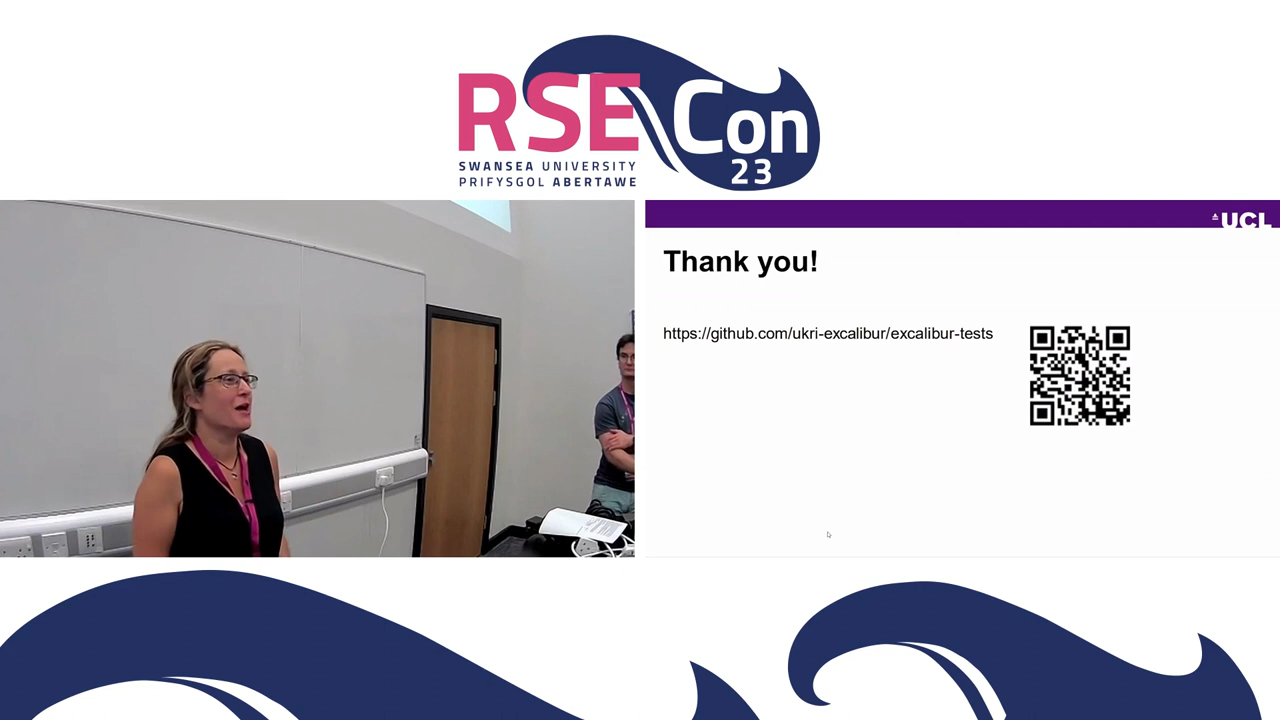 RSE Con
23
SWANSEA UNIVERSITY
PRIFYSGOL ABERTAWE
UCL
Thank you!
https://github.com/ukri-excalibur/excalibur-tests